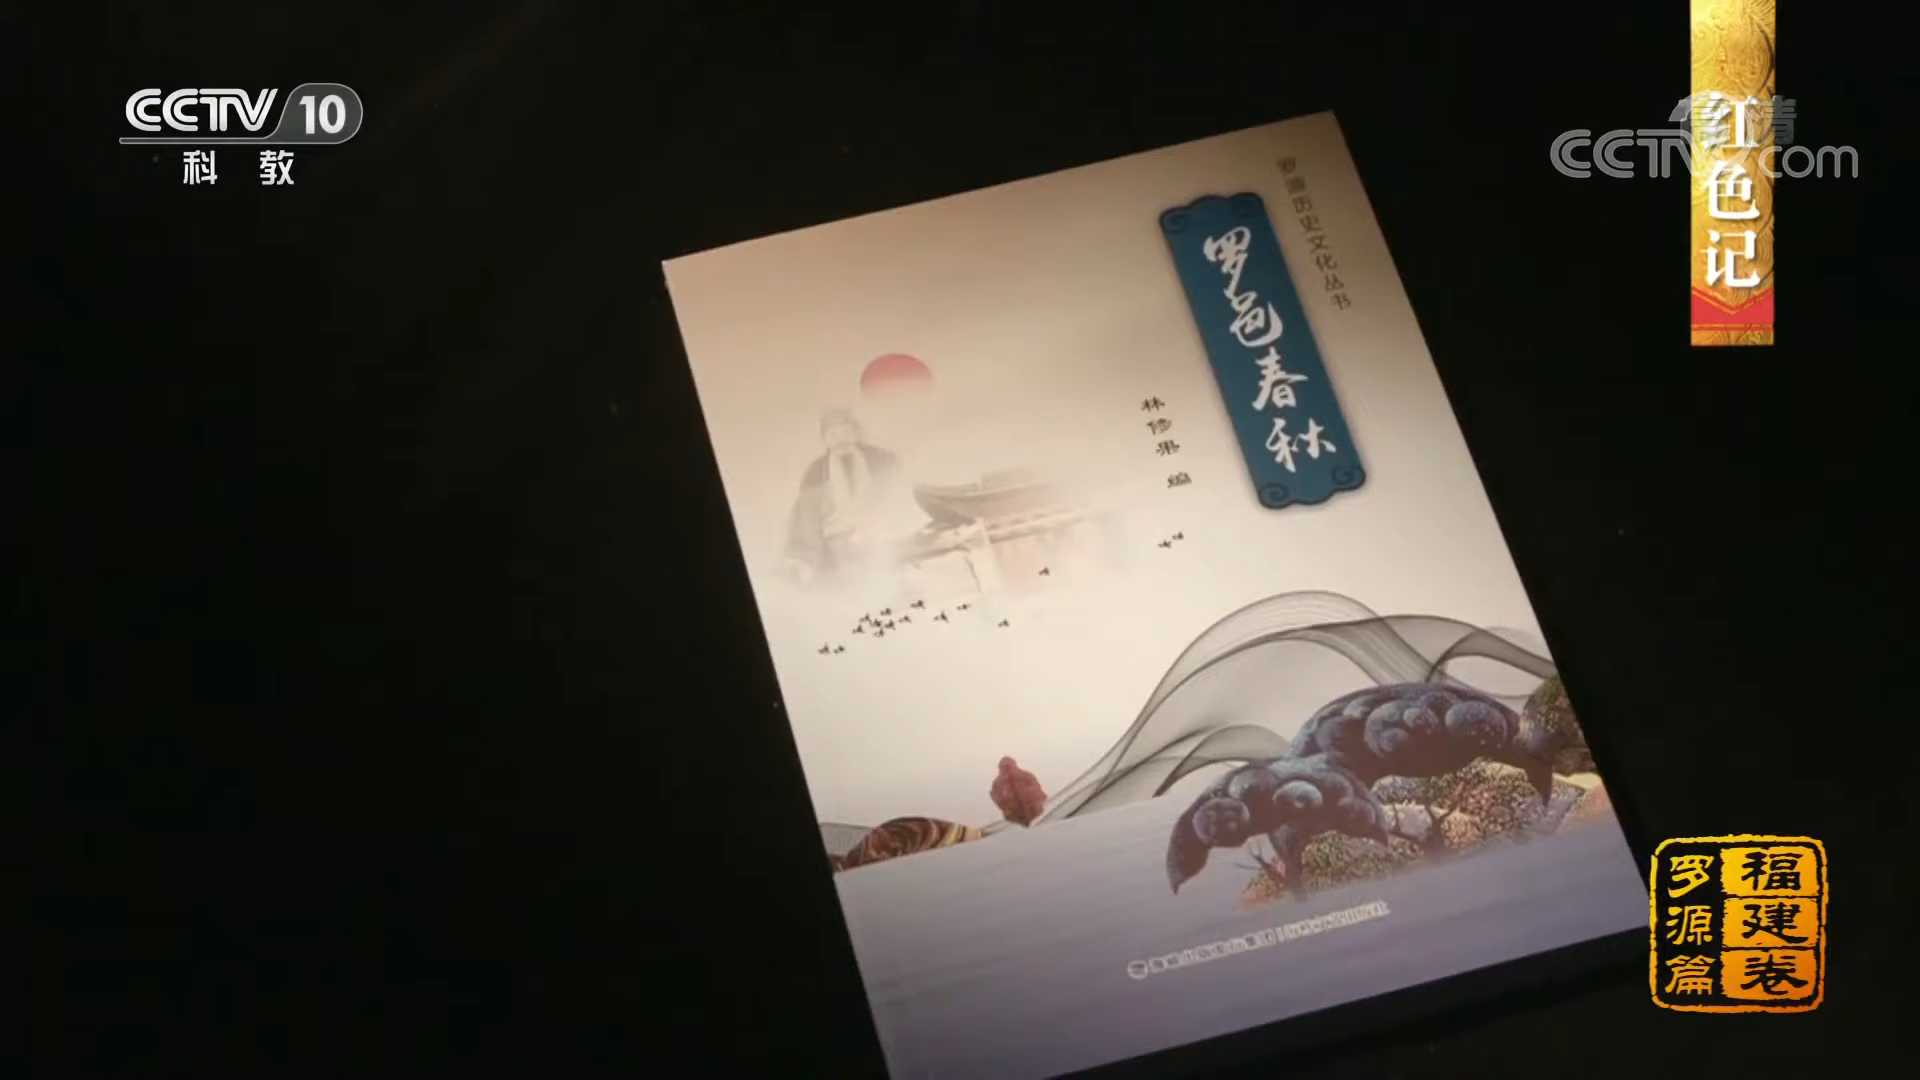 CCTV 10
科 教
高清
CCTV.com
红色记
罗源历史文化丛书
罗邑春秋
林修果 编
福建卷
罗源篇